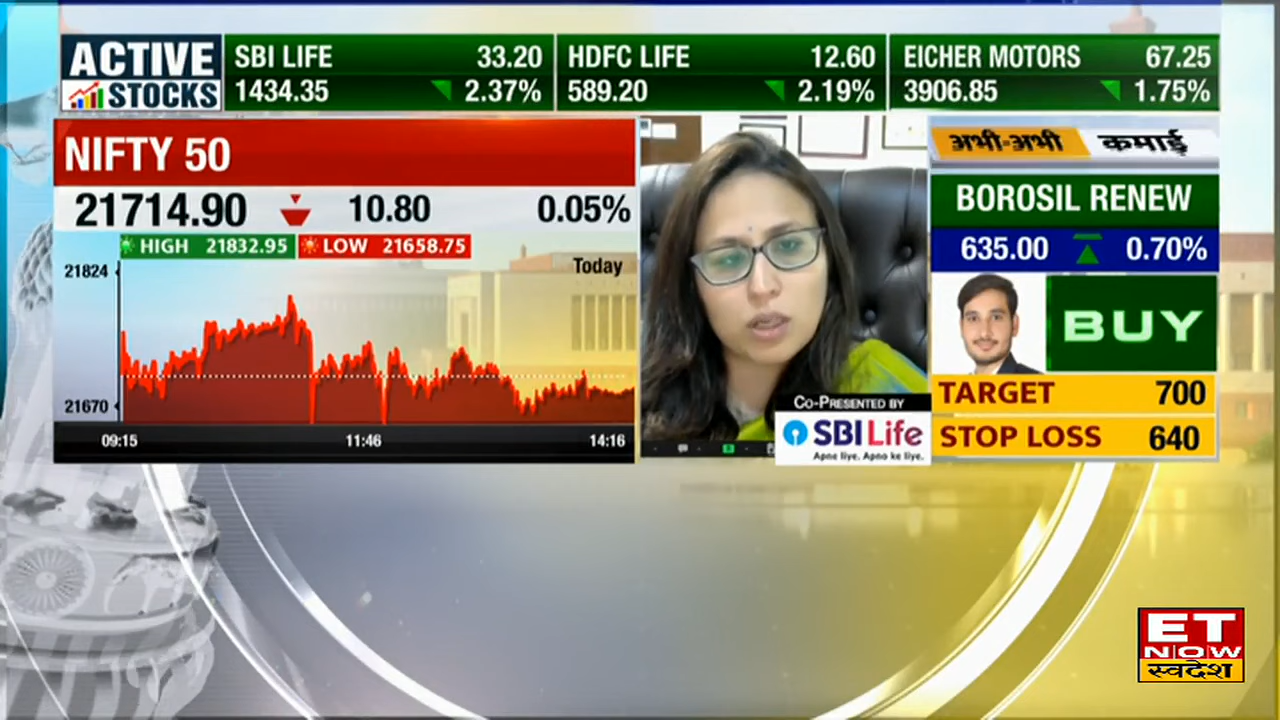 ACTIVE STOCKS
SBI LIFE 33.20
1434.35 2.37%
HDFC LIFE 12.60
589.20 2.19%
EICHER MOTORS 67.25
3906.85 1.75%
NIFTY 50
21714.90 10.80 0.05%
HIGH 21832.95 LOW 21658.75
Today
21824
21670
09:15 11:46 14:16
CO-PRESENTED BY
SBI Life
Apne liye. Apno ke liye.
अभी-अभी कमाई
BOROSIL RENEW
635.00 0.70%
BUY
TARGET 700
STOP LOSS 640
ET
NOW
स्वदेश